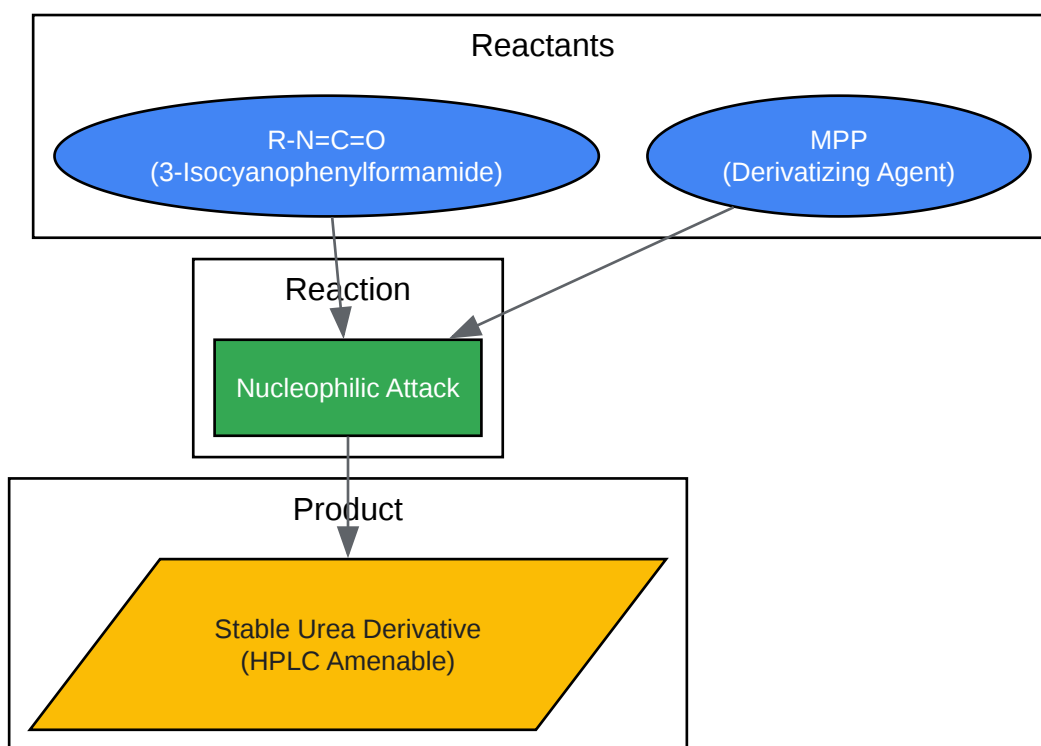 Reactants
R-N=C=O
(3-Isocyanophenylformamide)
MPP
(Derivatizing Agent)
Reaction
Nucleophilic Attack
Product
Stable Urea Derivative
(HPLC Amenable)